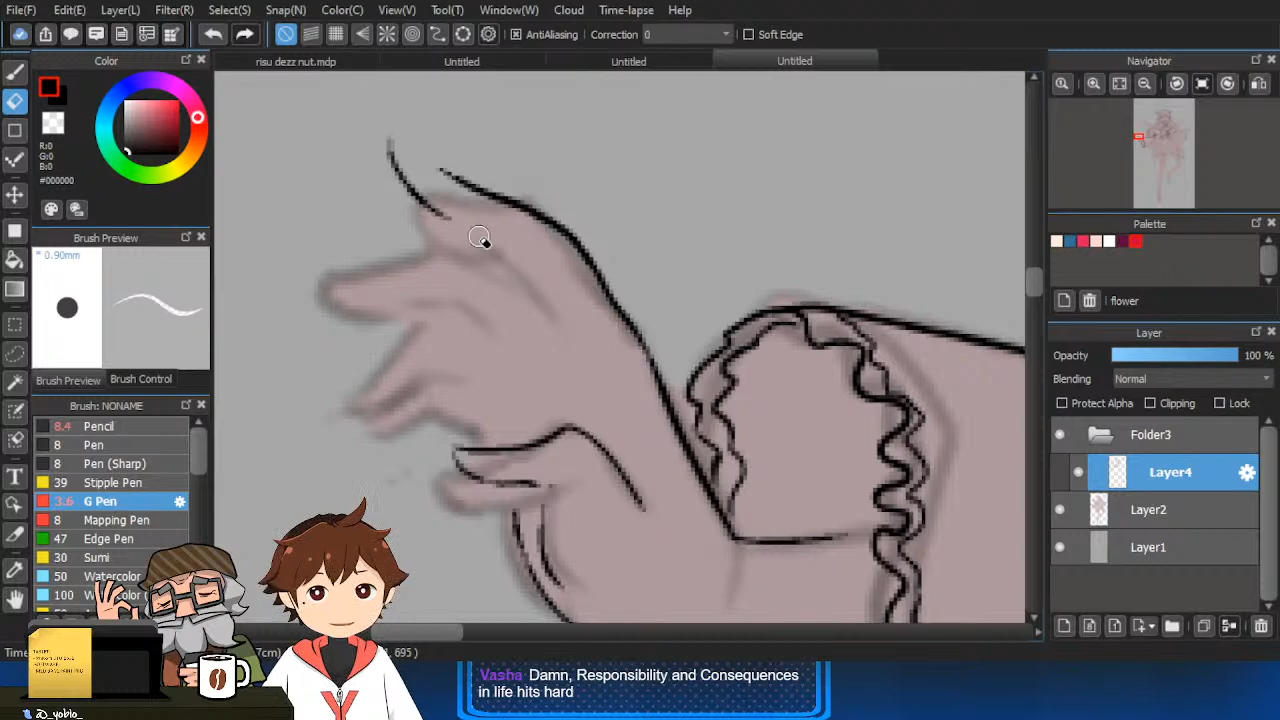 File(F) Edit(E) Layer(L) Select(S) Snap(N) Color(C) View(V) Tool(T) Window(W) Cloud Time-lapse Help
AntiAliasing Correction 0 Soft Edge
Color
risu dezz nut.mdp Untitled Untitled Untitled
Navigator
R:0
G:0
B:0
#000000
Brush Preview
* 0.90mm
Palette
flower
Layer
Opacity 100 %
Blending Normal
Protect Alpha Clipping Lock
Brush Preview Brush Control
Brush: NONAME
8.4 Pencil
8 Pen
8 Pen (Sharp)
39 Stipple Pen
3.6 G Pen
8 Mapping Pen
47 Edge Pen
30 Sumi
50 Watercolor
100 Waterco
Folder3
Layer4
Layer2
Layer1
TABLET:
Vasha Damn, Responsibility and Consequences
in life hits hard